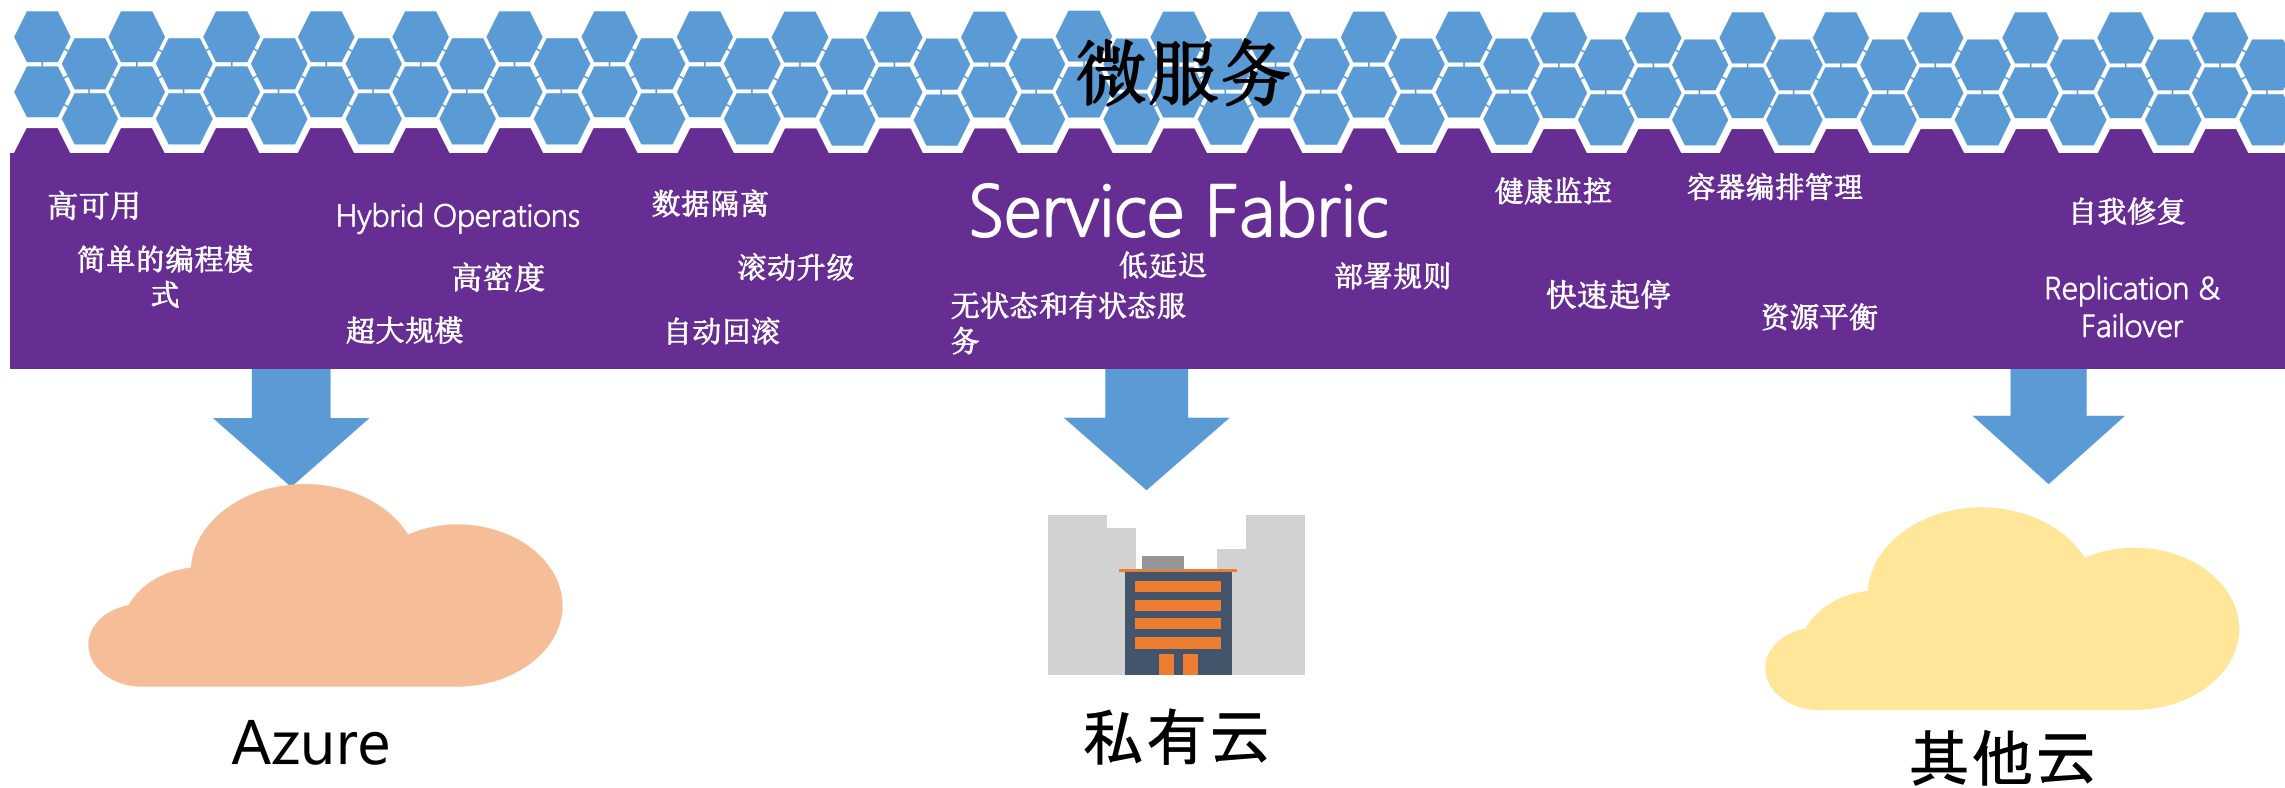 微服务
Service Fabric
高可用
Hybrid Operations
数据隔离
健康监控
容器编排管理
自我修复
简单的编程模
式
高密度
滚动升级
低延迟
部署规则
快速起停
Replication &
Failover
超大规模
自动回滚
无状态和有状态服
务
资源平衡
Azure
私有云
其他云